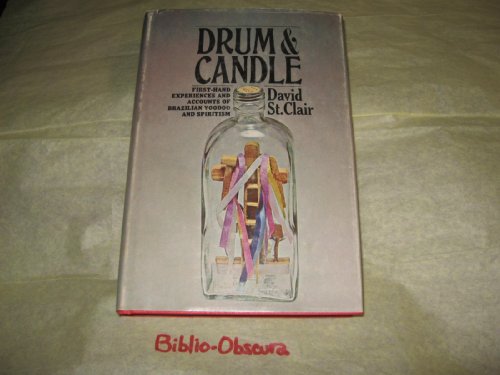 DRUM &
CANDLE
FIRST-HAND
EXPERIENCES AND
ACCOUNTS OF
BRAZILIAN VOODOO
AND SPIRITISM
David
St. Clair
Biblio-Obscura